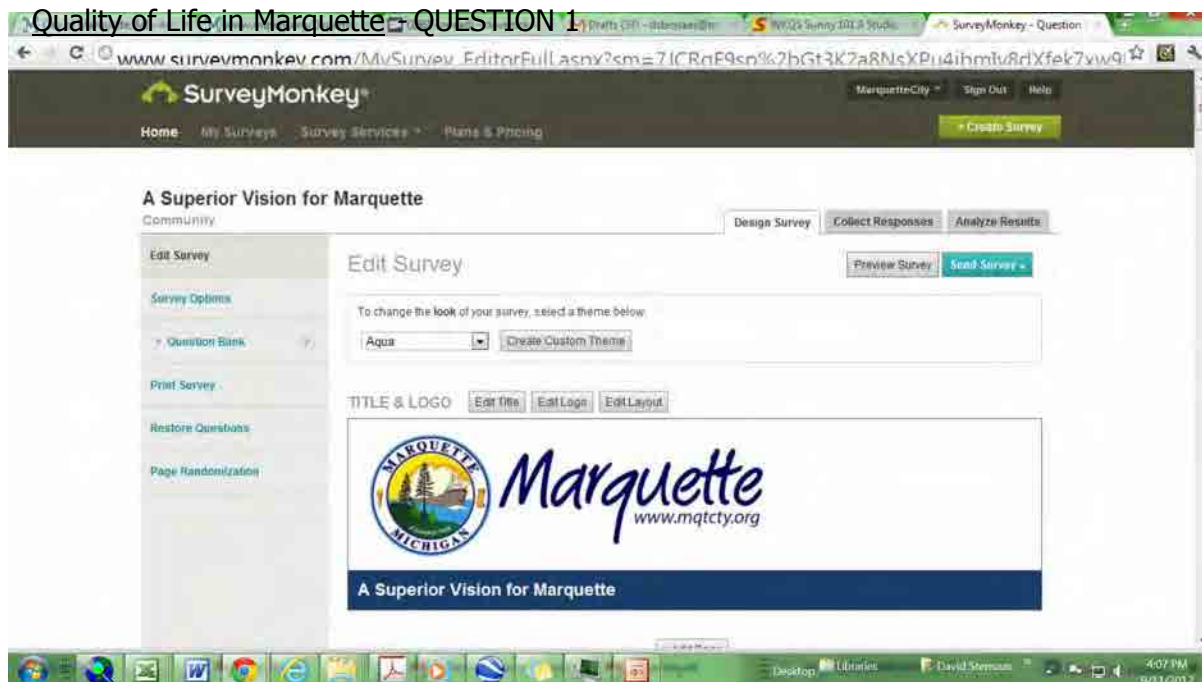 Quality of Life in Marquette - QUESTION 1
SurveyMonkey - Question
www.surveymonkey.com/MySurvey_EditorFull.aspx?sm=
SurveyMonkey
MarquetteCity Sign Out Help
Home My Surveys Survey Services Plans & Pricing
+ Create Survey
A Superior Vision for Marquette
Community
Design Survey Collect Responses Analyze Results
Edit Survey
Edit Survey
Preview Survey Send Survey »
Survey Options
To change the look of your survey, select a theme below.
Question Bank
Aqua Create Custom Theme
Print Survey
TITLE & LOGO Edit Title Edit Logo Edit Layout
Restore Questions
Page Randomization
MARQUETTE
MICHIGAN
Marquette
www.mqtcty.org
A Superior Vision for Marquette
Desktop Libraries
4:07 PM